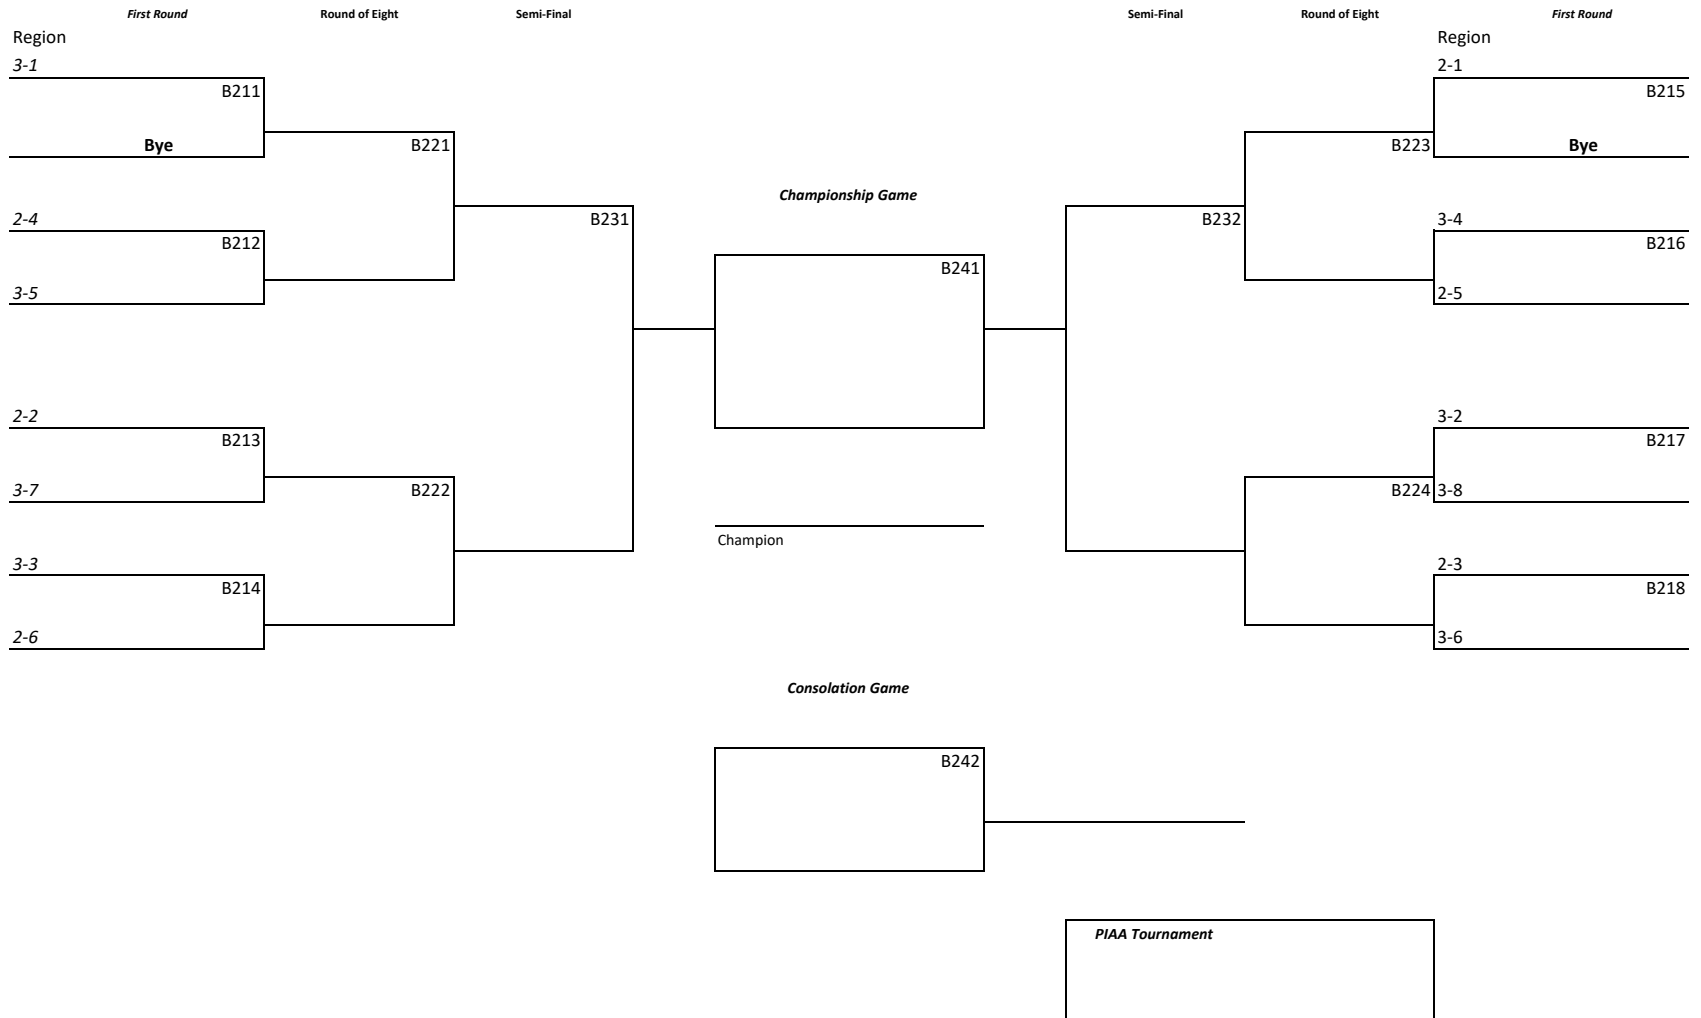 First Round Round of Eight Semi-Final Semi-Final Round of Eight First Round
Region Region
3-1 2-1
B211 B215
Bye B221 B223 Bye
Championship Game
2-4 B231 B232 3-4
B212 B216
B241
3-5 2-5
2-2 3-2
B213 B217
3-7 B222 B224 3-8
Champion
3-3 2-3
B214 B218
2-6 3-6
Consolation Game
B242
PIAA Tournament